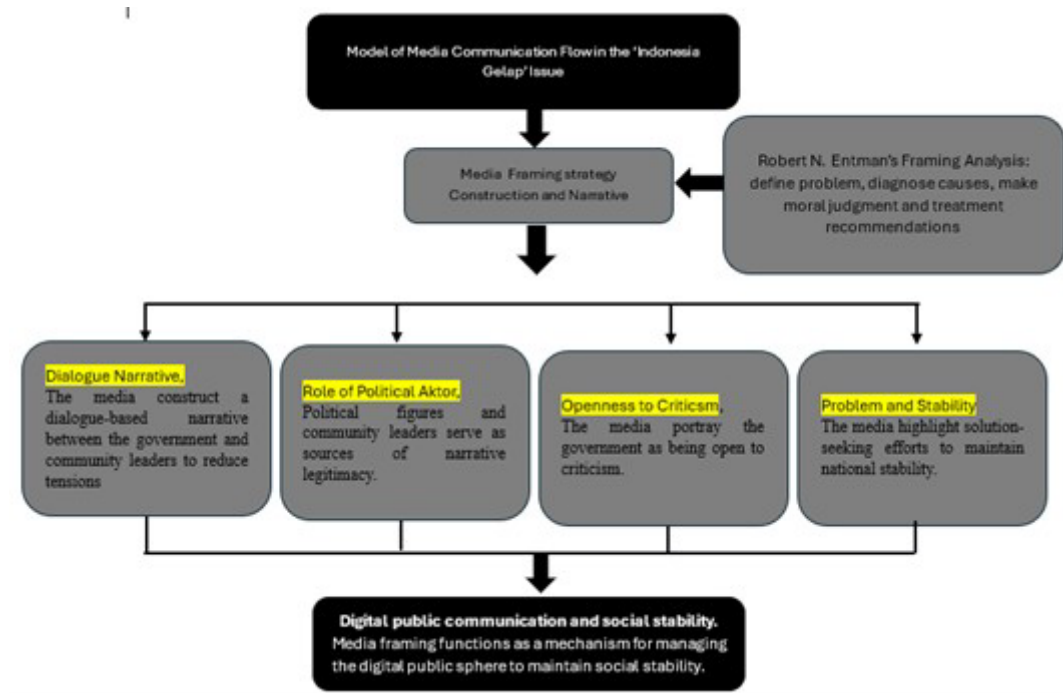 Model of Media Communication Flow in the 'Indonesia
Gelap' Issue
Media Framing strategy
Construction and Narrative
Robert N. Entman's Framing Analysis:
define problem, diagnose causes, make
moral judgment and treatment
recommendations
Dialogue Narrative,
The media construct a
dialogue-based narrative
between the government and
community leaders to reduce
tensions
Role of Political Aktor,
Political figures and
community leaders serve as
sources of narrative
legitimacy.
Openness to Criticsm,
The media portray the
government as being open to
criticism.
Problem and Stability
The media highlight solution-
seeking efforts to maintain
national stability.
Digital public communication and social stability.
Media framing functions as a mechanism for managing
the digital public sphere to maintain social stability.